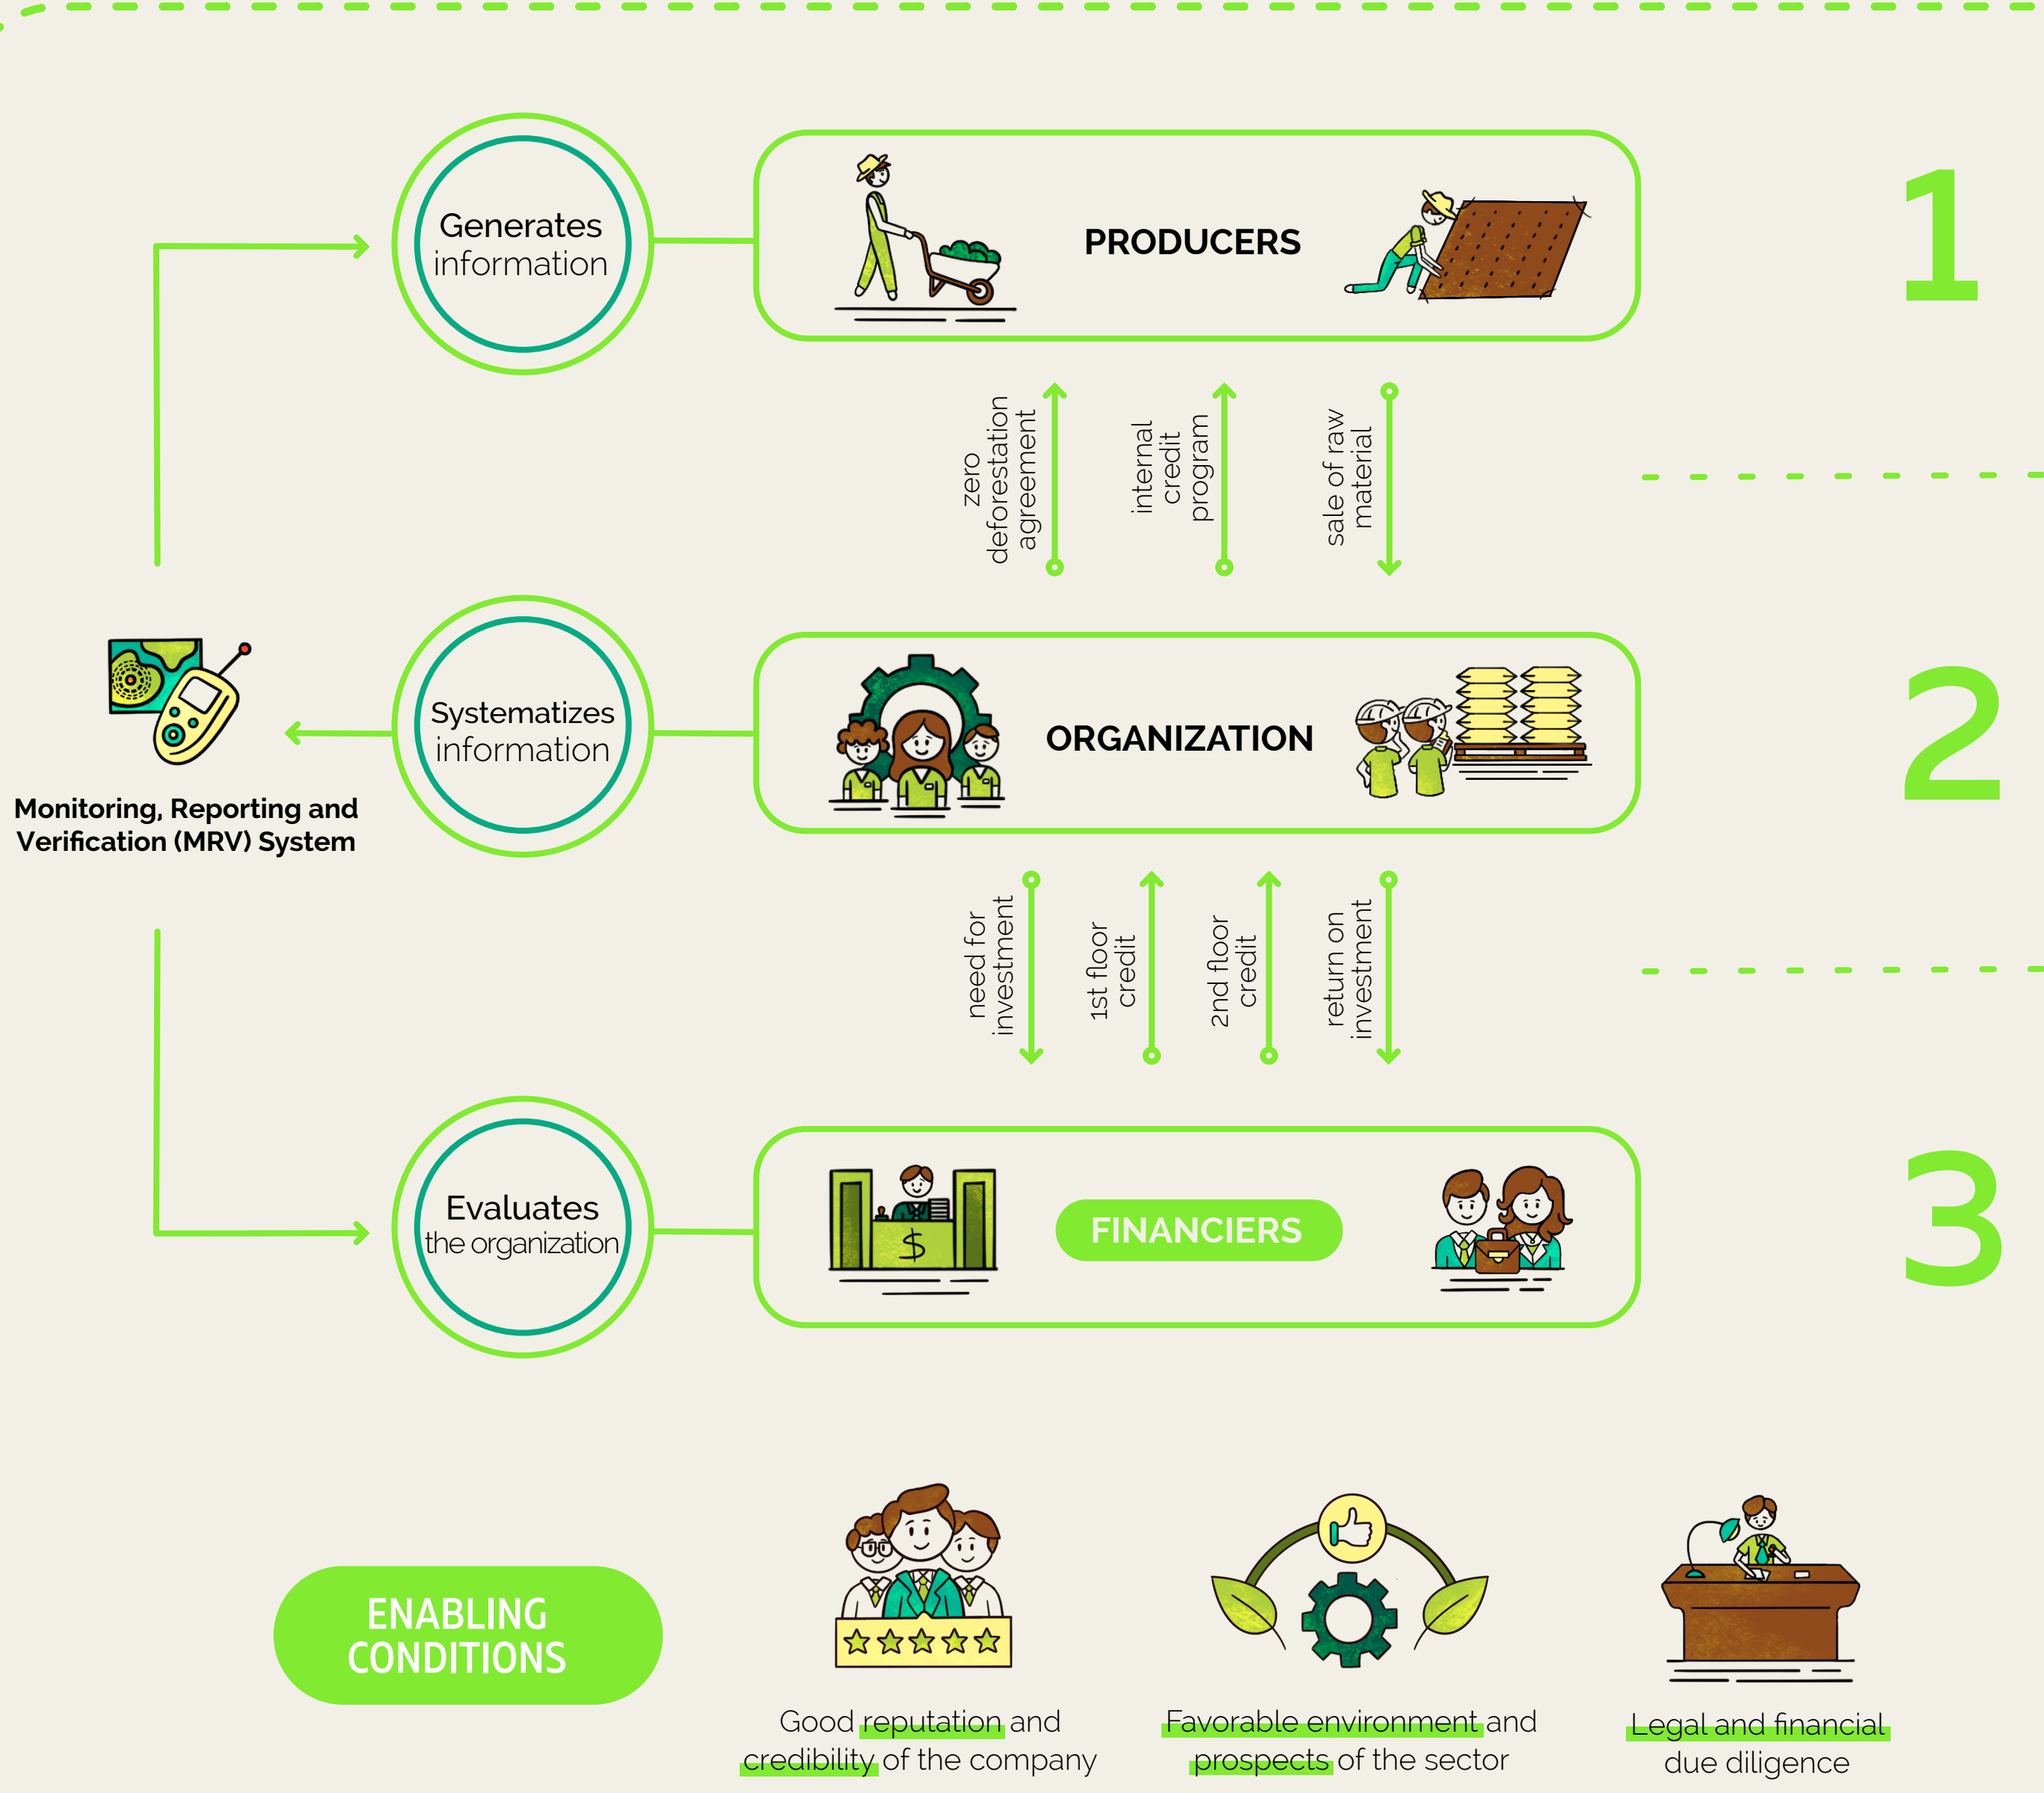 Generates
information
PRODUCERS
1
zero
deforestation
agreement
internal
credit
program
sale of raw
material
Monitoring, Reporting and
Verification (MRV) System
Systematizes
information
ORGANIZATION
2
need for
investment
1st floor
credit
2nd floor
credit
return on
investment
Evaluates
the organization
$
FINANCIERS
3
ENABLING
CONDITIONS
Good reputation and
credibility of the company
Favorable environment and
prospects of the sector
Legal and financial
due diligence